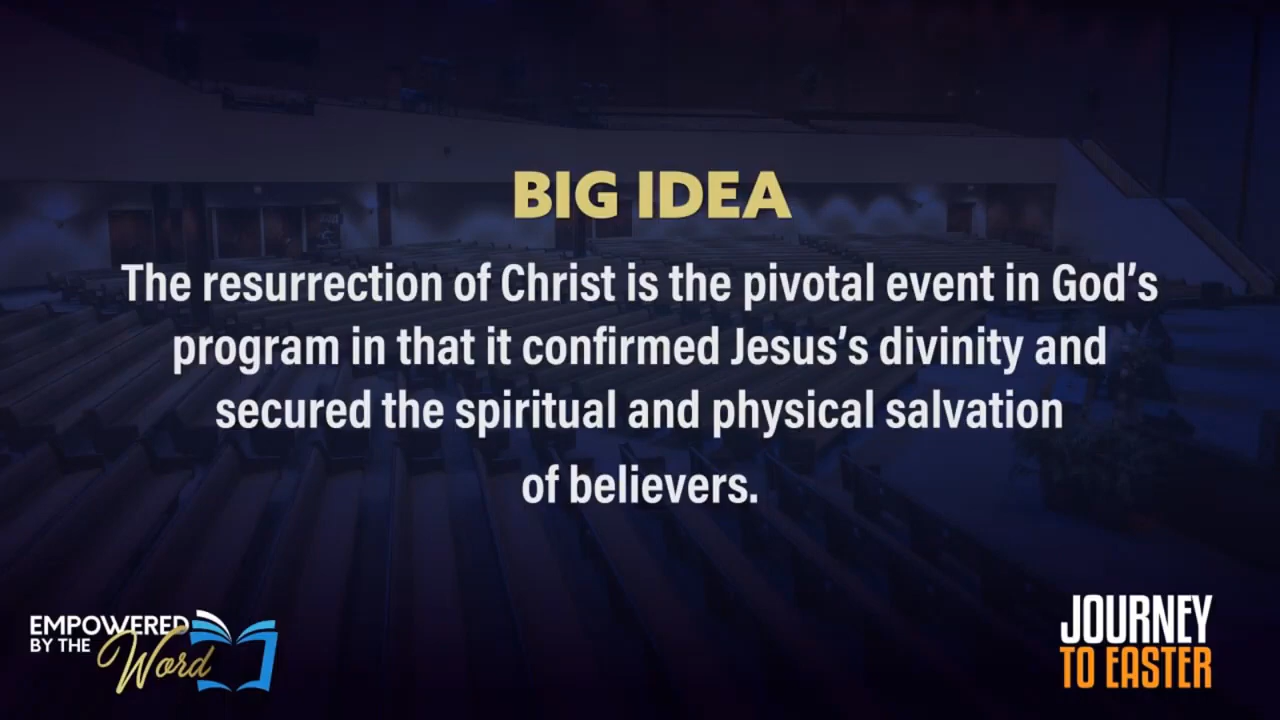 BIG IDEA
The resurrection of Christ is the pivotal event in God’s
program in that it confirmed Jesus’s divinity and
secured the spiritual and physical salvation
of believers.
EMPOWERED
BY THE
Word
JOURNEY
TO EASTER